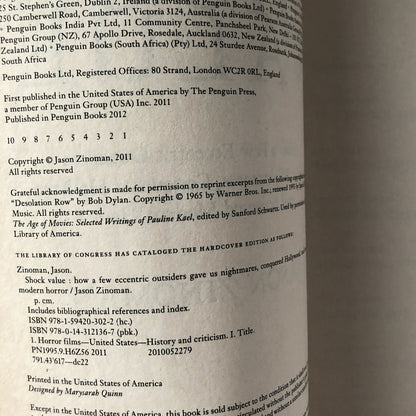 25 St. Stephen's Green, Dublin 2, Ireland (a division of Penguin
250 Camberwell Road, Camberwell, Victoria 3124, Australia (a division of Pearson
• Penguin Books India Pvt Ltd, 11 Community Centre, Panchsheel Park, New Delhi
Penguin Group (NZ), 67 Apollo Drive, Rosedale, Auckland 0632, New Zealand (a division of
Zealand Ltd) • Penguin Books (South Africa) (Pty) Ltd, 24 Sturdee Avenue, Rosebank, Johannesburg
South Africa
Penguin Books Ltd, Registered Offices: 80 Strand, London WC2R 0RL, England
First published in the United States of America by The Penguin Press,
a member of Penguin Group (USA) Inc. 2011
Published in Penguin Books 2012
10 9 8 7 6 5 4 3 2 1
Copyright © Jason Zinoman, 2011
All rights reserved
Grateful acknowledgment is made for permission to reprint excerpts from the following copyrighted
"Desolation Row" by Bob Dylan. Copyright © 1965 by Warner Bros. Inc.; renewed 1993 by
Music. All rights reserved.
The Age of Movies: Selected Writings of Pauline Kael, edited by Sanford Schwartz. Used by permission
Library of America.
THE LIBRARY OF CONGRESS HAS CATALOGED THE HARDCOVER EDITION AS FOLLOWS:
Zinoman, Jason.
Shock value : how a few eccentric outsiders gave us nightmares, conquered Hollywood,
modern horror / Jason Zinoman.
p. cm.
Includes bibliographical references and index.
ISBN 978-1-59420-302-2 (hc.)
ISBN 978-0-14-312136-7 (pbk.)
1. Horror films—United States—History and criticism. I. Title.
PN1995.9.H6Z56 2011 2010052279
791.43'617—dc22
Printed in the United States of America
Designed by Marysarah Quinn
Except in the United States of America, this book is sold subject to the condition that it